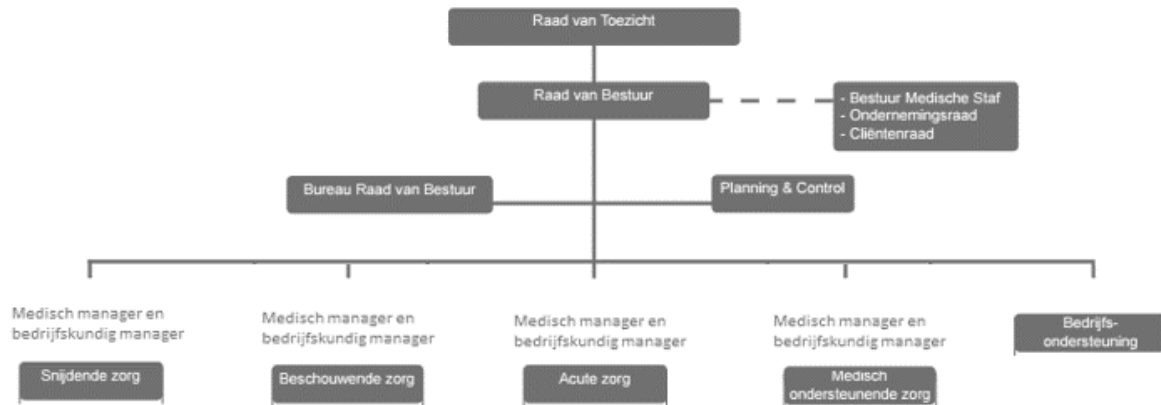 Raad van Toezicht
Raad van Bestuur
- Bestuur Medische Staf
- Ondernemingsraad
- Cliëntenraad
Bureau Raad van Bestuur
Planning & Control
Medisch manager en
bedrijfskundig manager
Snijdende zorg
Medisch manager en
bedrijfskundig manager
Beschouwende zorg
Medisch manager en
bedrijfskundig manager
Acute zorg
Medisch manager en
bedrijfskundig manager
Medisch
ondersteunende zorg
Bedrijfs-
ondersteuning